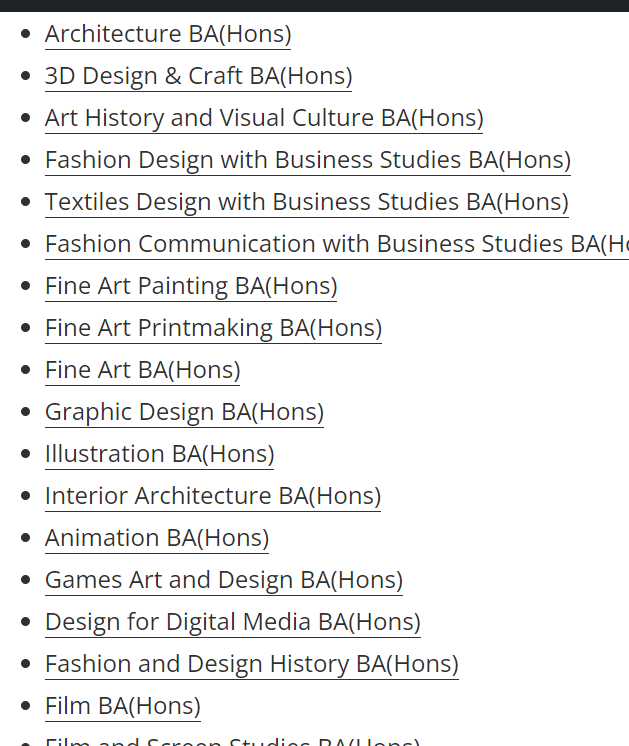 Architecture BA(Hons)
3D Design & Craft BA(Hons)
Art History and Visual Culture BA(Hons)
Fashion Design with Business Studies BA(Hons)
Textiles Design with Business Studies BA(Hons)
Fashion Communication with Business Studies BA(H
Fine Art Painting BA(Hons)
Fine Art Printmaking BA(Hons)
Fine Art BA(Hons)
Graphic Design BA(Hons)
Illustration BA(Hons)
Interior Architecture BA(Hons)
Animation BA(Hons)
Games Art and Design BA(Hons)
Design for Digital Media BA(Hons)
Fashion and Design History BA(Hons)
Film BA(Hons)
Film and Screen Studies BA(Hons)